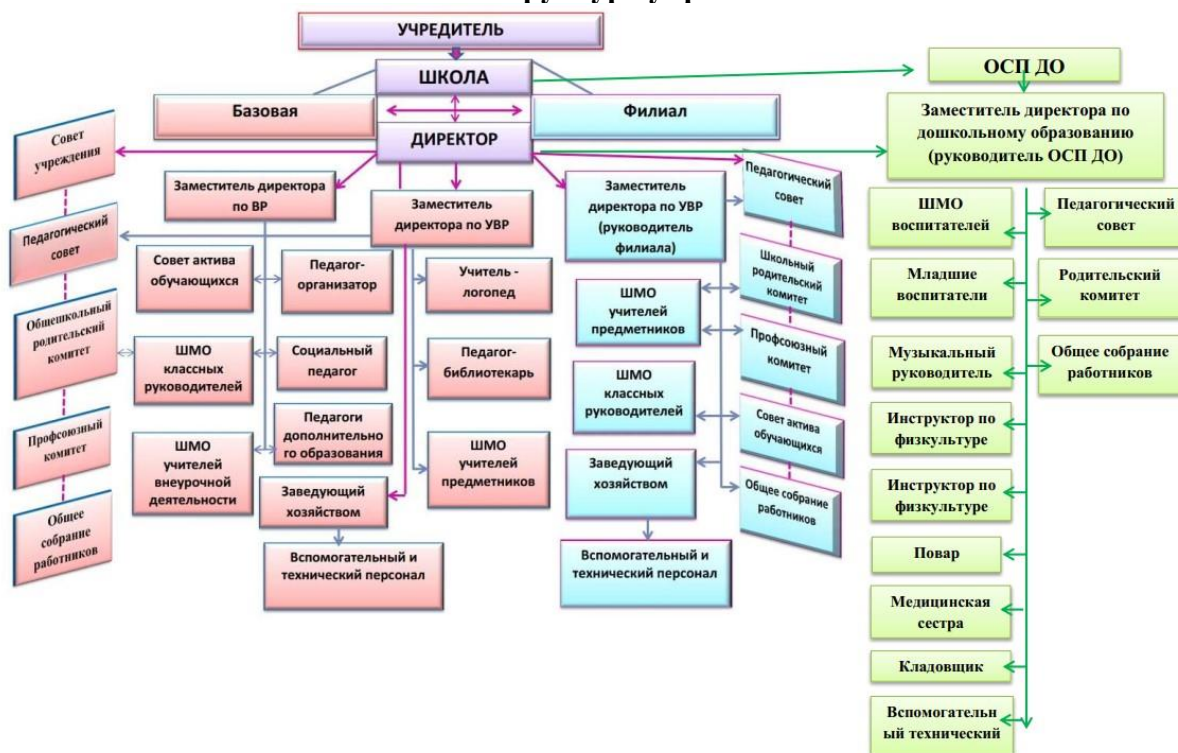 УЧРЕДИТЕЛЬ
ШКОЛА
Базовая
Филиал
ДИРЕКТОР
ОСП ДО
Заместитель директора по
дошкольному образованию
(руководитель ОСП ДО)
Совет
учреждения
Педагогический
совет
Общешкольный
родительский
комитет
Профсоюзный
комитет
Общее
собрание
работников
Заместитель директора
по ВР
Совет актива
обучающихся
Педагог-
организатор
ШМО
классных
руководителей
Социальный
педагог
ШМО
учителей
внеурочной
деятельности
Педагоги
дополнительно
го образования
Заместитель
директора по УВР
Учитель -
логопед
Педагог-
библиотекарь
ШМО
учителей
предметников
Заведующий
хозяйством
Вспомогательный и
технический персонал
Заместитель
директора по УВР
(руководитель
филиала)
ШМО
учителей
предметников
ШМО
классных
руководителей
Заведующий
хозяйством
Вспомогательный и
технический персонал
Педагогический
совет
Школьный
родительский
комитет
Профсоюзный
комитет
Совет актива
обучающихся
Общее собрание
работников
ШМО
воспитателей
Младшие
воспитатели
Музыкальный
руководитель
Инструктор по
физкультуре
Инструктор по
физкультуре
Повар
Медицинская
сестра
Кладовщик
Вспомогательн
ый технический
Педагогический
совет
Родительский
комитет
Общее собрание
работников